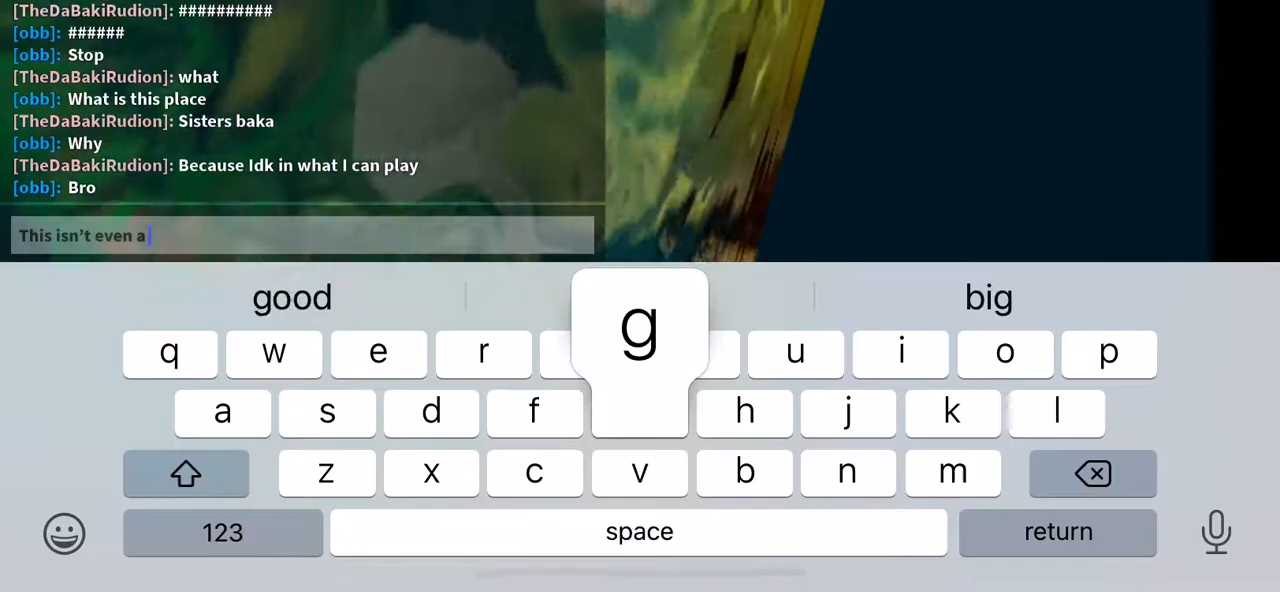 [TheDaBakiRudion]: ##########
[obb]: ######
[obb]: Stop
[TheDaBakiRudion]: what
[obb]: What is this place
[TheDaBakiRudion]: Sisters baka
[obb]: Why
[TheDaBakiRudion]: Because Idk in what I can play
[obb]: Bro
This isn’t even a
good big
g
q w e r u i o p
a s d f h j k l
z x c v b n m
123 space return